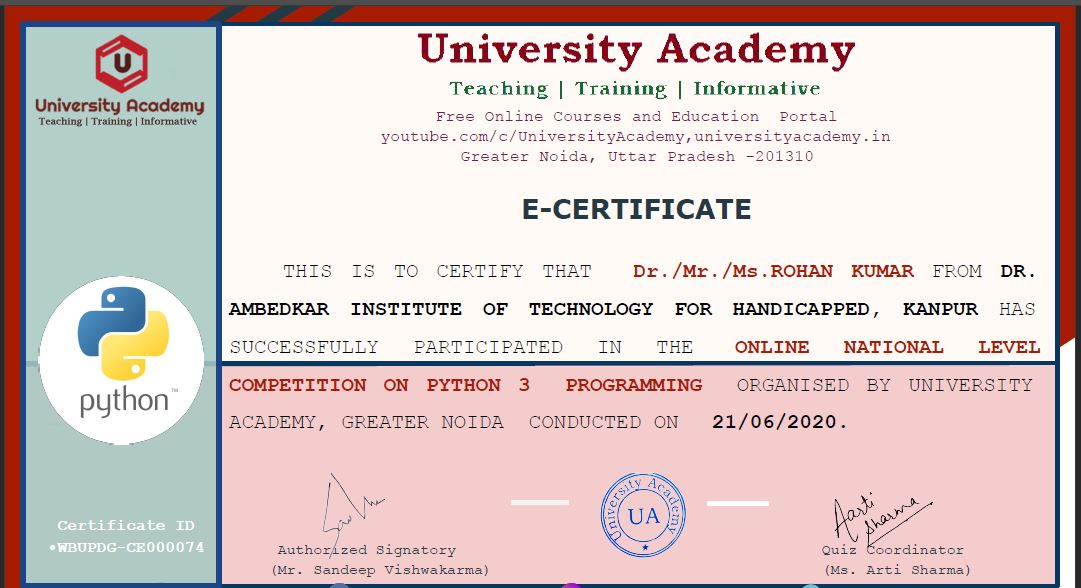 University Academy
Teaching | Training | Informative
University Academy
Teaching | Training | Informative
Free Online Courses and Education Portal
youtube.com/c/UniversityAcademy,universityacademy.in
Greater Noida, Uttar Pradesh -201310
E-CERTIFICATE
THIS IS TO CERTIFY THAT Dr./Mr./Ms.ROHAN KUMAR FROM DR.
AMBEDKAR INSTITUTE OF TECHNOLOGY FOR HANDICAPPED, KANPUR HAS
SUCCESSFULLY PARTICIPATED IN THE ONLINE NATIONAL LEVEL
COMPETITION ON PYTHON 3 PROGRAMMING ORGANISED BY UNIVERSITY
ACADEMY, GREATER NOIDA CONDUCTED ON 21/06/2020.
python™
Certificate ID
•WBUPDG-CE000074
Authorized Signatory
(Mr. Sandeep Vishwakarma)
University Academy
UA
Aarti
Sharma
Quiz Coordinator
(Ms. Arti Sharma)